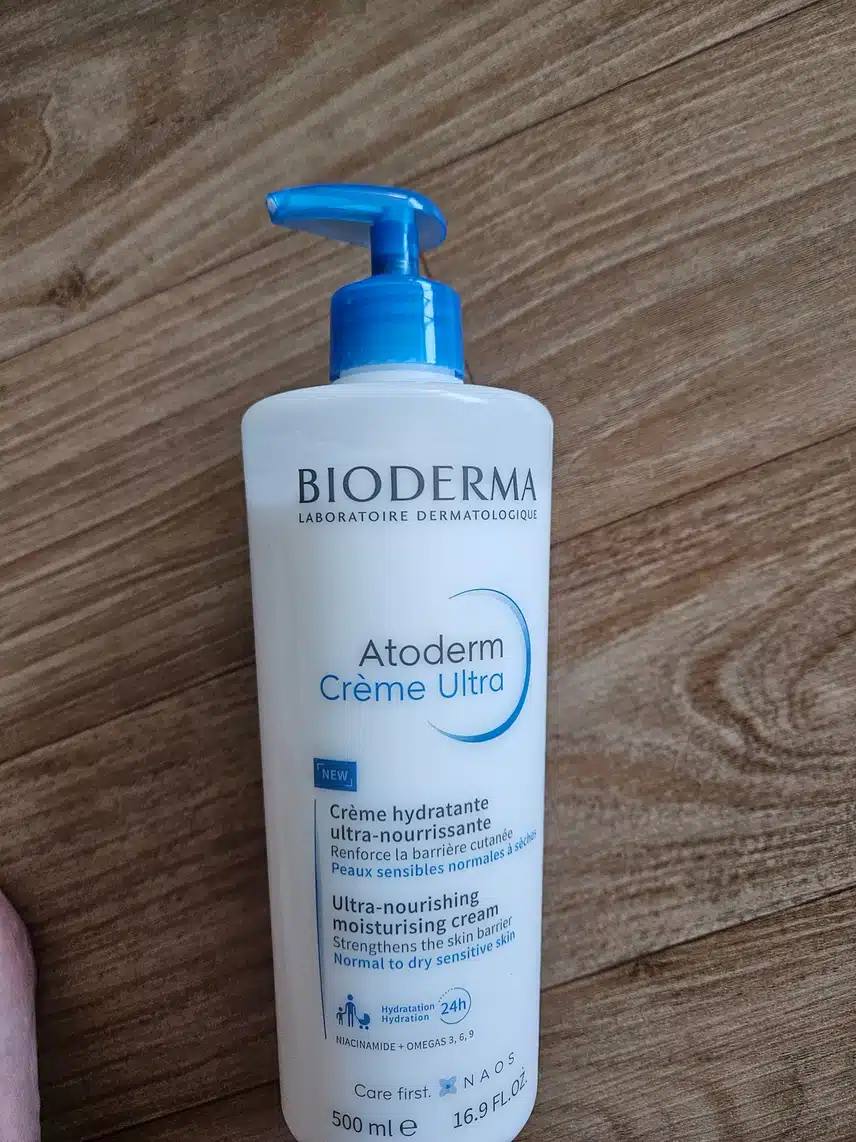 BIODERMA
LABORATOIRE DERMATOLOGIQUE
Atoderm
Crème Ultra
NEW
Crème hydratante
ultra-nourrissante
Renforce la barrière cutanée
Peaux sensibles normales à sèches
Ultra-nourishing
moisturising cream
Strengthens the skin barrier
Normal to dry sensitive skin
Hydratation
Hydration
24h
NIACINAMIDE + OMEGAS 3, 6, 9
Care first.
NAOS
500 ml e
16.9 FL.OZ.